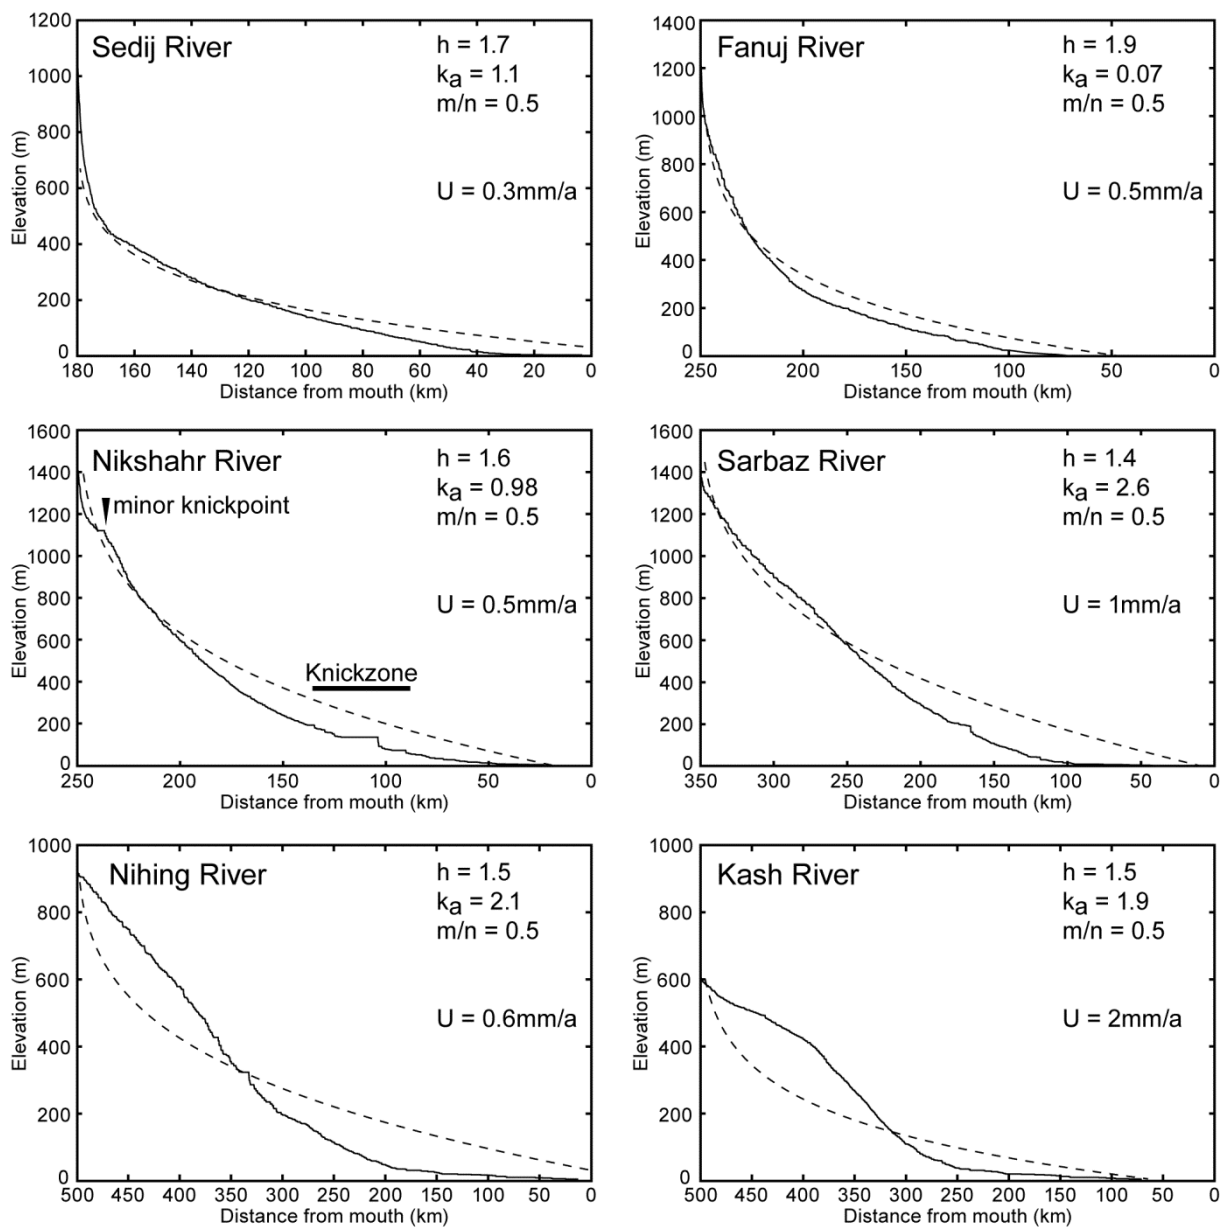 Sedij River
h = 1.7
ka = 1.1
m/n = 0.5
U = 0.3mm/a
Elevation (m)
1200
1000
800
600
400
200
0
180 160 140 120 100 80 60 40 20 0
Distance from mouth (km)
Fanuj River
h = 1.9
ka = 0.07
m/n = 0.5
U = 0.5mm/a
Elevation (m)
1400
1200
1000
800
600
400
200
0
250 200 150 100 50 0
Distance from mouth (km)
Nikshahr River
minor knickpoint
h = 1.6
ka = 0.98
m/n = 0.5
U = 0.5mm/a
Knickzone
Elevation (m)
1600
1400
1200
1000
800
600
400
200
0
250 200 150 100 50 0
Distance from mouth (km)
Sarbaz River
h = 1.4
ka = 2.6
m/n = 0.5
U = 1mm/a
Elevation (m)
1600
1400
1200
1000
800
600
400
200
0
350 300 250 200 150 100 50 0
Distance from mouth (km)
Nihing River
h = 1.5
ka = 2.1
m/n = 0.5
U = 0.6mm/a
Elevation (m)
1000
800
600
400
200
0
500 450 400 350 300 250 200 150 100 50 0
Distance from mouth (km)
Kash River
h = 1.5
ka = 1.9
m/n = 0.5
U = 2mm/a
Elevation (m)
1000
800
600
400
200
0
500 450 400 350 300 250 200 150 100 50 0
Distance from mouth (km)